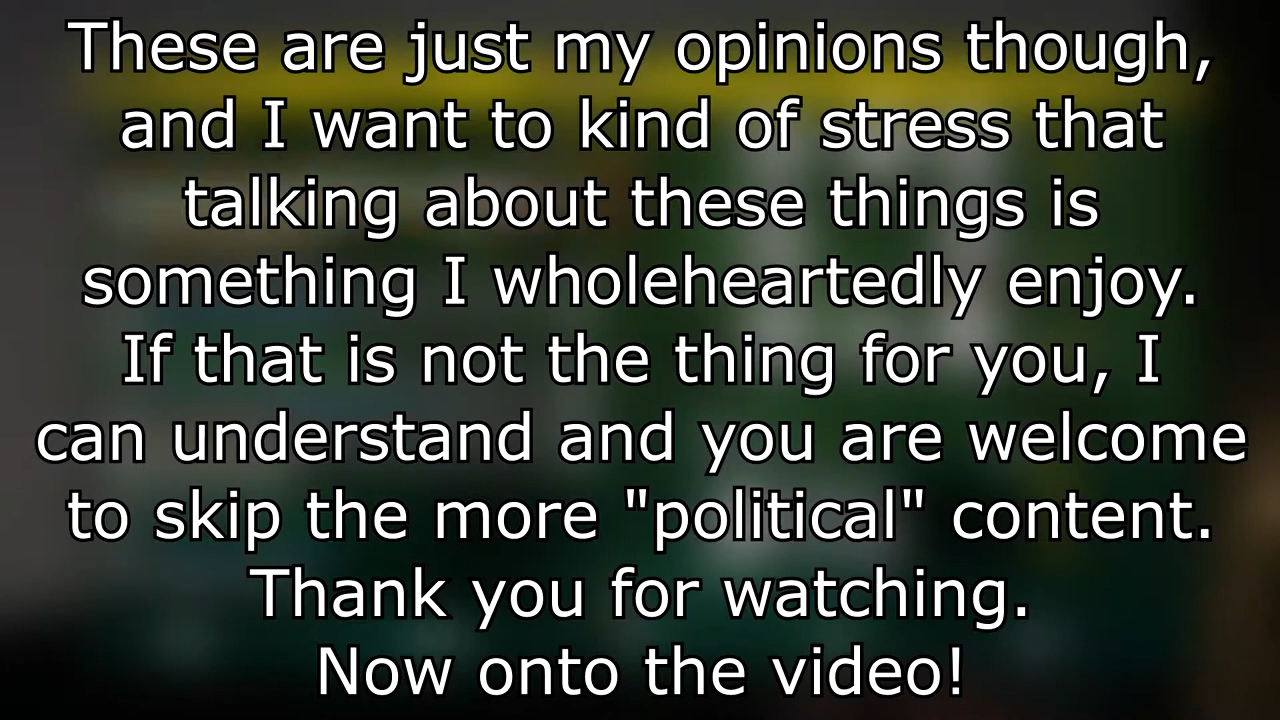 These are just my opinions though,
and I want to kind of stress that
talking about these things is
something I wholeheartedly enjoy.
If that is not the thing for you, I
can understand and you are welcome
to skip the more "political" content.
Thank you for watching.
Now onto the video!